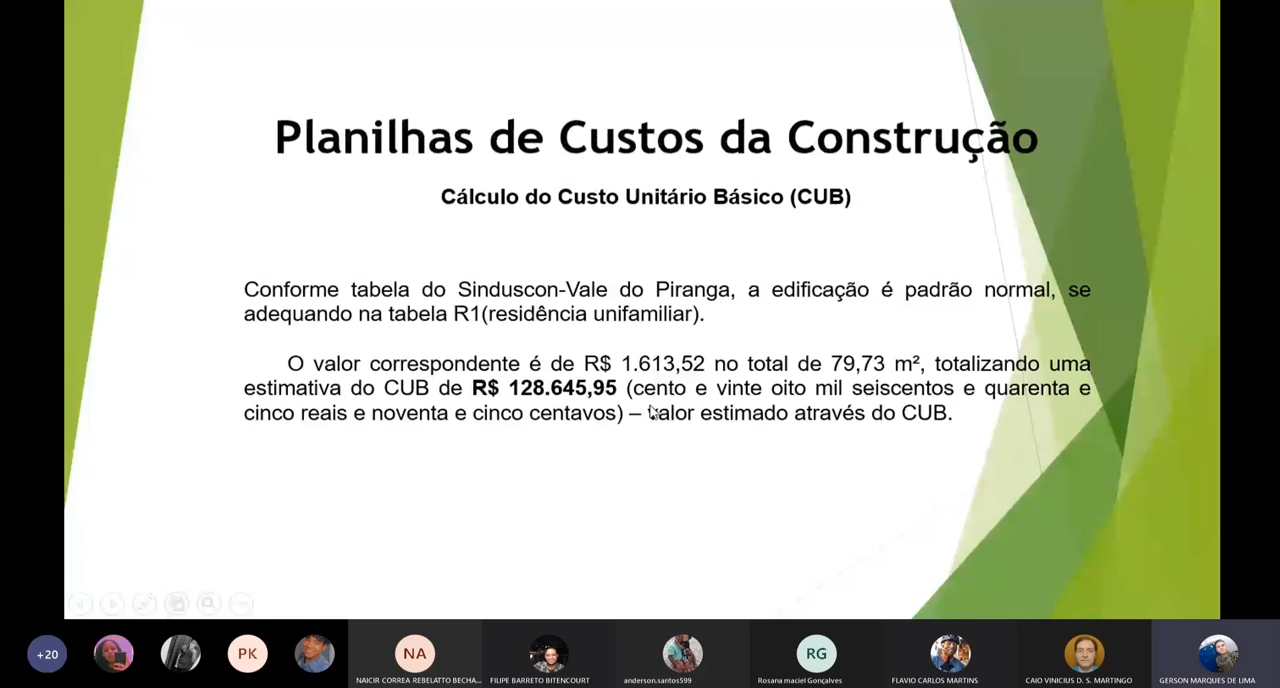 Planilhas de Custos da Construção
Cálculo do Custo Unitário Básico (CUB)
Conforme tabela do Sinduscon-Vale do Piranga, a edificação é padrão normal, se
adequando na tabela R1(residência unifamiliar).
O valor correspondente é de R$ 1.613,52 no total de 79,73 m², totalizando uma
estimativa do CUB de R$ 128.645,95 (cento e vinte oito mil seiscentos e quarenta e
cinco reais e noventa e cinco centavos) – valor estimado através do CUB.
+20
PK
NA
RG
NAICIR CORREA REBELATTO BECHA...
FILIPE BARRETO BITENCOURT
anderson.santos599
Rosana maciel Gonçalves
FLAVIO CARLOS MARTINS
CAIO VINICIUS D. S. MARTINGO
GERSON MARQUES DE LIMA